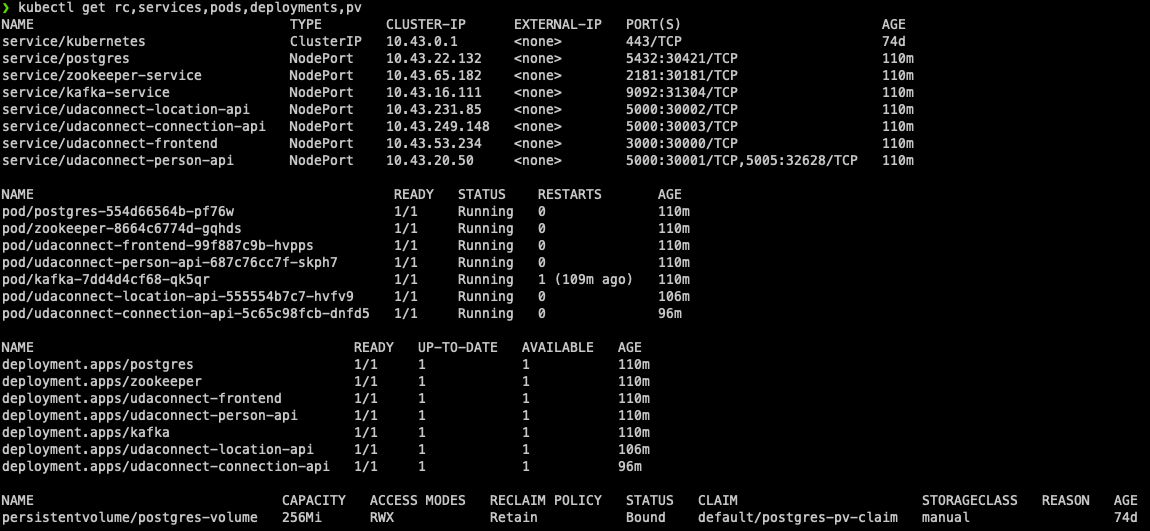 ❯ kubectl get rc,services,pods,deployments,pv
NAME TYPE CLUSTER-IP EXTERNAL-IP PORT(S) AGE
service/kubernetes ClusterIP 10.43.0.1 <none> 443/TCP 74d
service/postgres NodePort 10.43.22.132 <none> 5432:30421/TCP 110m
service/zookeeper-service NodePort 10.43.65.182 <none> 2181:30181/TCP 110m
service/kafka-service NodePort 10.43.16.111 <none> 9092:31304/TCP 110m
service/udaconnect-location-api NodePort 10.43.231.85 <none> 5000:30002/TCP 110m
service/udaconnect-connection-api NodePort 10.43.249.148 <none> 5000:30003/TCP 110m
service/udaconnect-frontend NodePort 10.43.53.234 <none> 3000:30000/TCP 110m
service/udaconnect-person-api NodePort 10.43.20.50 <none> 5000:30001/TCP,5005:32628/TCP 110m
NAME READY STATUS RESTARTS AGE
pod/postgres-554d66564b-pf76w 1/1 Running 0 110m
pod/zookeeper-8664c6774d-gqhds 1/1 Running 0 110m
pod/udaconnect-frontend-99f887c9b-hvpps 1/1 Running 0 110m
pod/udaconnect-person-api-687c76cc7f-skph7 1/1 Running 0 110m
pod/kafka-7dd4d4cf68-qk5qr 1/1 Running 1 (109m ago) 110m
pod/udaconnect-location-api-555554b7c7-hvfv9 1/1 Running 0 106m
pod/udaconnect-connection-api-5c65c98fcb-dnfd5 1/1 Running 0 96m
NAME READY UP-TO-DATE AVAILABLE AGE
deployment.apps/postgres 1/1 1 1 110m
deployment.apps/zookeeper 1/1 1 1 110m
deployment.apps/udaconnect-frontend 1/1 1 1 110m
deployment.apps/udaconnect-person-api 1/1 1 1 110m
deployment.apps/kafka 1/1 1 1 110m
deployment.apps/udaconnect-location-api 1/1 1 1 106m
deployment.apps/udaconnect-connection-api 1/1 1 1 96m
NAME CAPACITY ACCESS MODES RECLAIM POLICY STATUS CLAIM STORAGECLASS REASON AGE
persistentvolume/postgres-volume 256Mi RWX Retain Bound default/postgres-pv-claim manual 74d